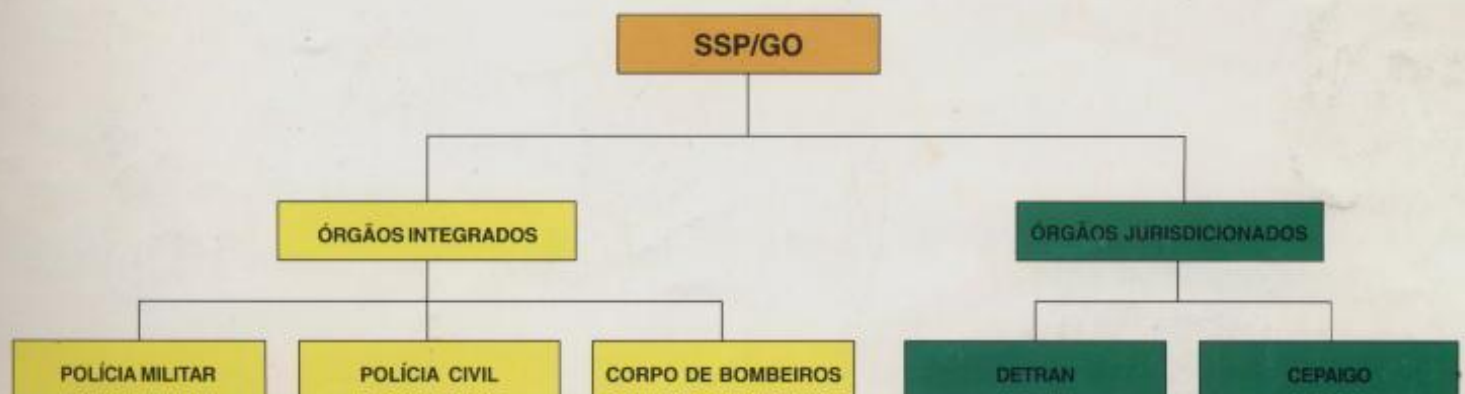 SSP/GO
ÓRGÃOS INTEGRADOS
ÓRGÃOS JURISDICIONADOS
POLÍCIA MILITAR
POLÍCIA CIVIL
CORPO DE BOMBEIROS
DETRAN
CEPAIGO